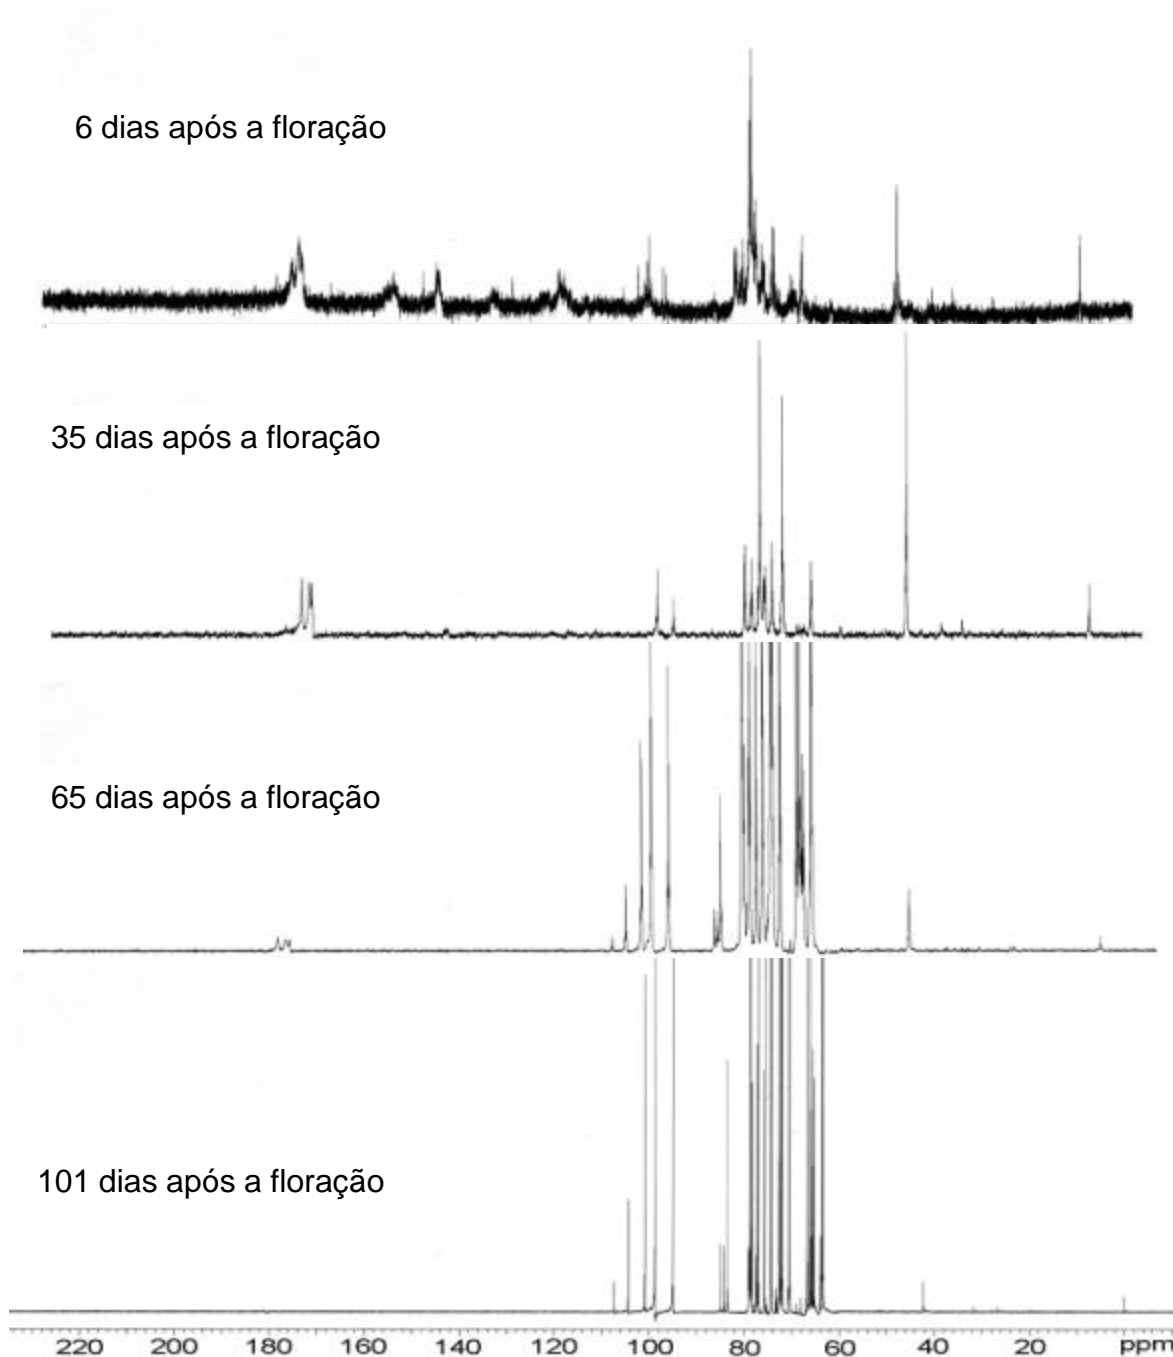 6 dias após a floração
35 dias após a floração
65 dias após a floração
101 dias após a floração
220 200 180 160 140 120 100 80 60 40 20 ppm